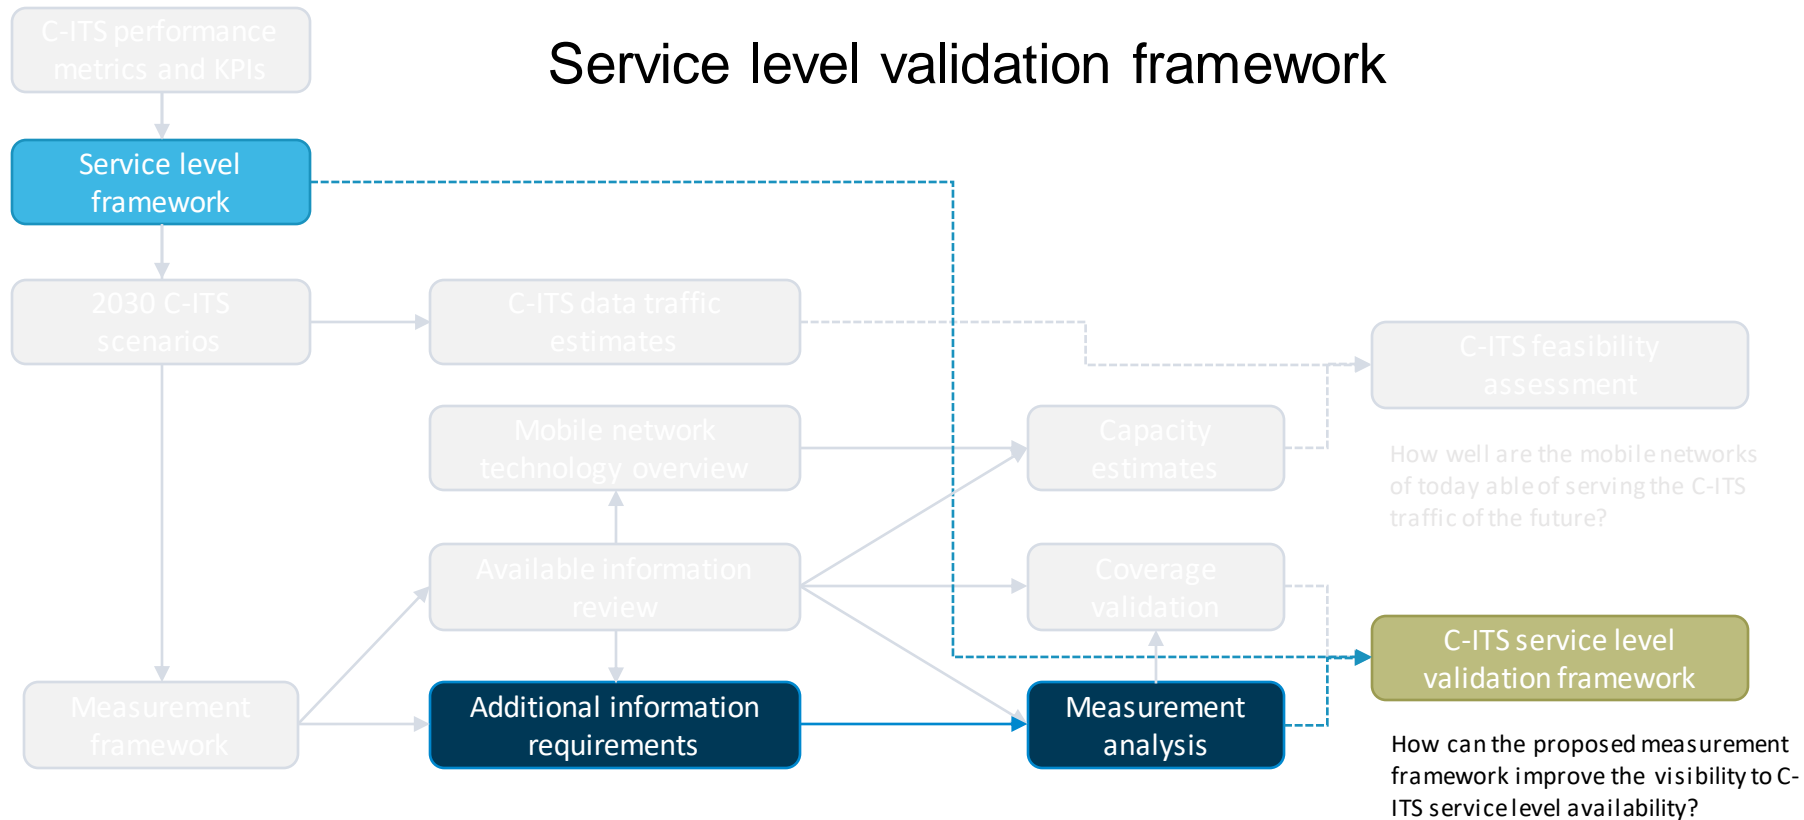 C-ITS performance
metrics and KPIs
Service level validation framework
Service level
framework
2030 C-ITS
scenarios
C-ITS data traffic
estimates
C-ITS feasibility
assessment
Mobile network
technology overview
Capacity
estimates
How well are the mobile networks
of today able of serving the C-ITS
traffic of the future?
Available information
review
Coverage
validation
C-ITS service level
validation framework
Measurement
framework
Additional information
requirements
Measurement
analysis
How can the proposed measurement
framework improve the visibility to C-
ITS service level availability?